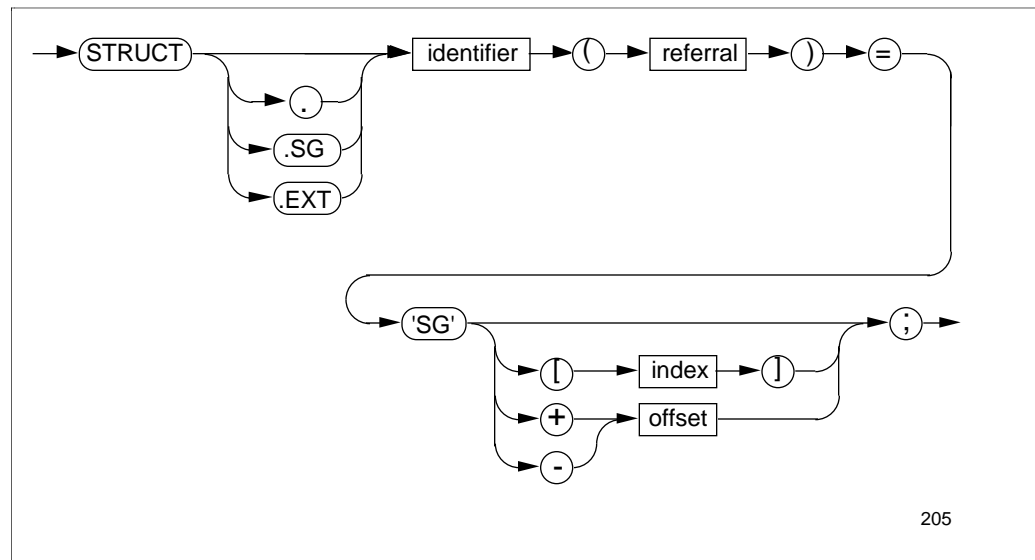 STRUCT identifier ( referral ) =
.
.SG
.EXT
'SG' ;
[ index ]
+ offset
-
205